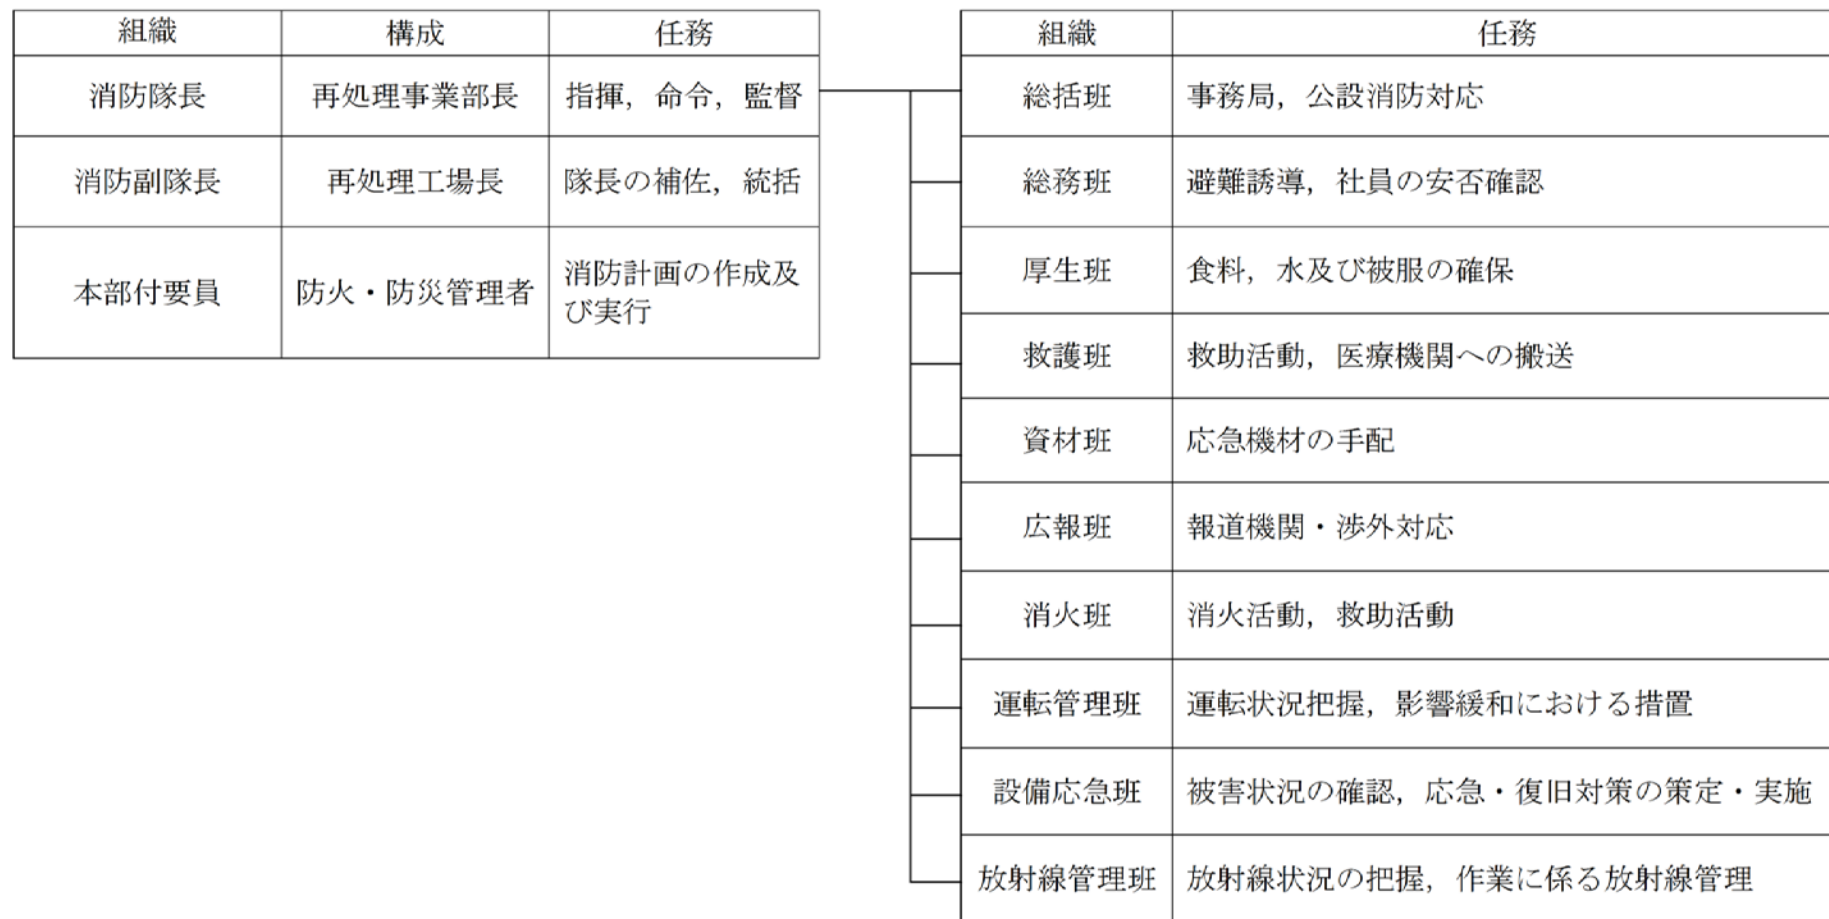 組織 構成 任務
消防隊長 再処理事業部長 指揮，命令，監督
消防副隊長 再処理工場長 隊長の補佐，統括
本部付要員 防火・防災管理者 消防計画の作成及
び実行
組織 任務
総括班 事務局，公設消防対応
総務班 避難誘導，社員の安否確認
厚生班 食料，水及び被服の確保
救護班 救助活動，医療機関への搬送
資材班 応急機材の手配
広報班 報道機関・渉外対応
消火班 消火活動，救助活動
運転管理班 運転状況把握，影響緩和における措置
設備応急班 被害状況の確認，応急・復旧対策の策定・実施
放射線管理班 放射線状況の把握，作業に係る放射線管理